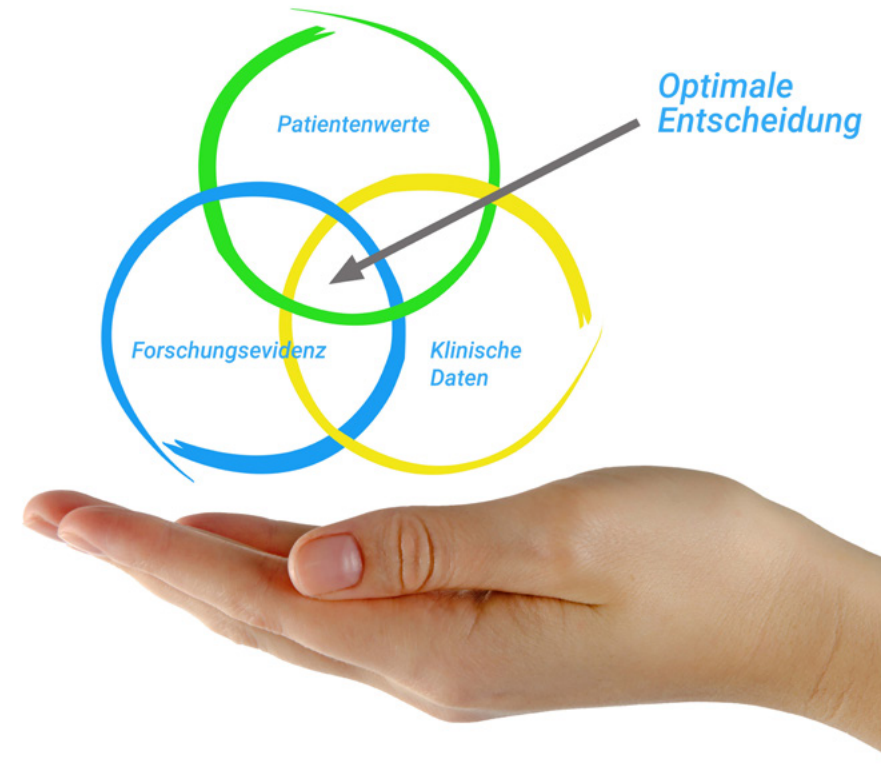 Patientenwerte
Optimale
Entscheidung
Forschungsevidenz
Klinische
Daten